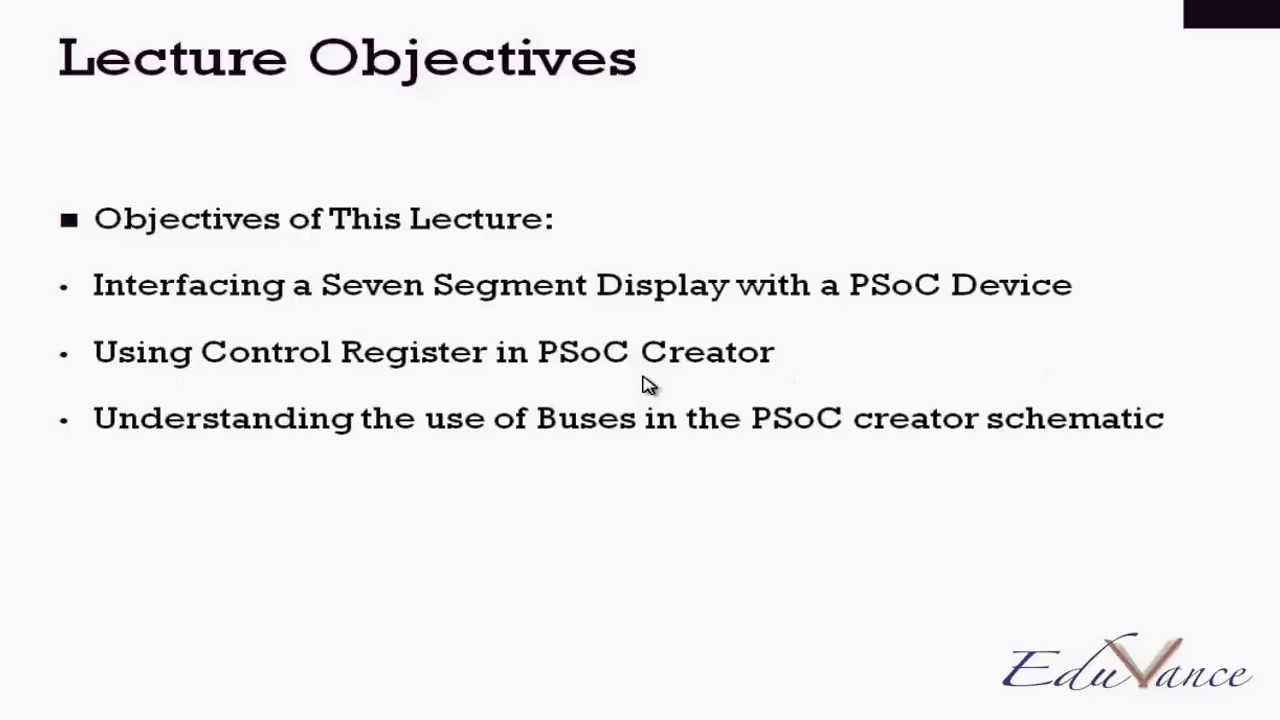 Lecture Objectives
Objectives of This Lecture:
Interfacing a Seven Segment Display with a PSoC Device
Using Control Register in PSoC Creator
Understanding the use of Buses in the PSoC creator schematic
EduVance